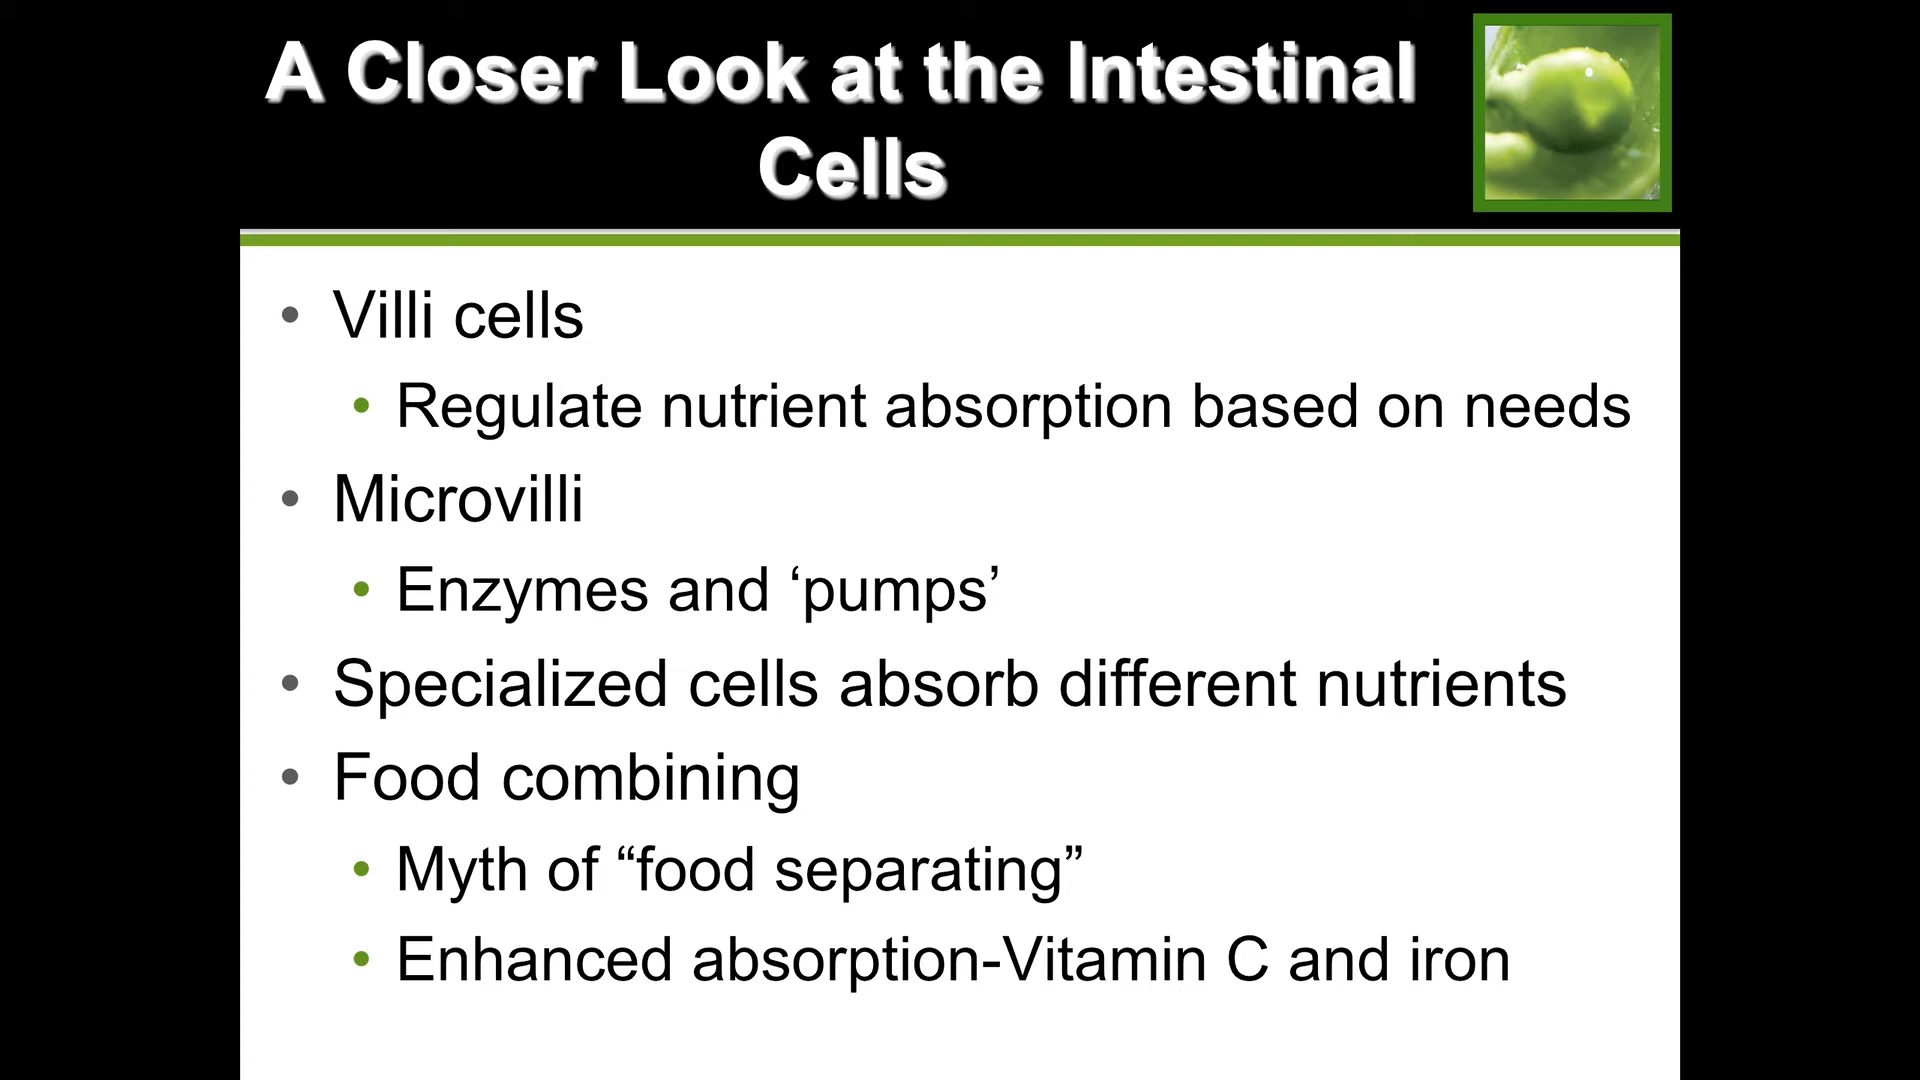 A Closer Look at the Intestinal
Cells
• Villi cells
• Regulate nutrient absorption based on needs
• Microvilli
• Enzymes and ‘pumps’
• Specialized cells absorb different nutrients
• Food combining
• Myth of “food separating”
• Enhanced absorption-Vitamin C and iron